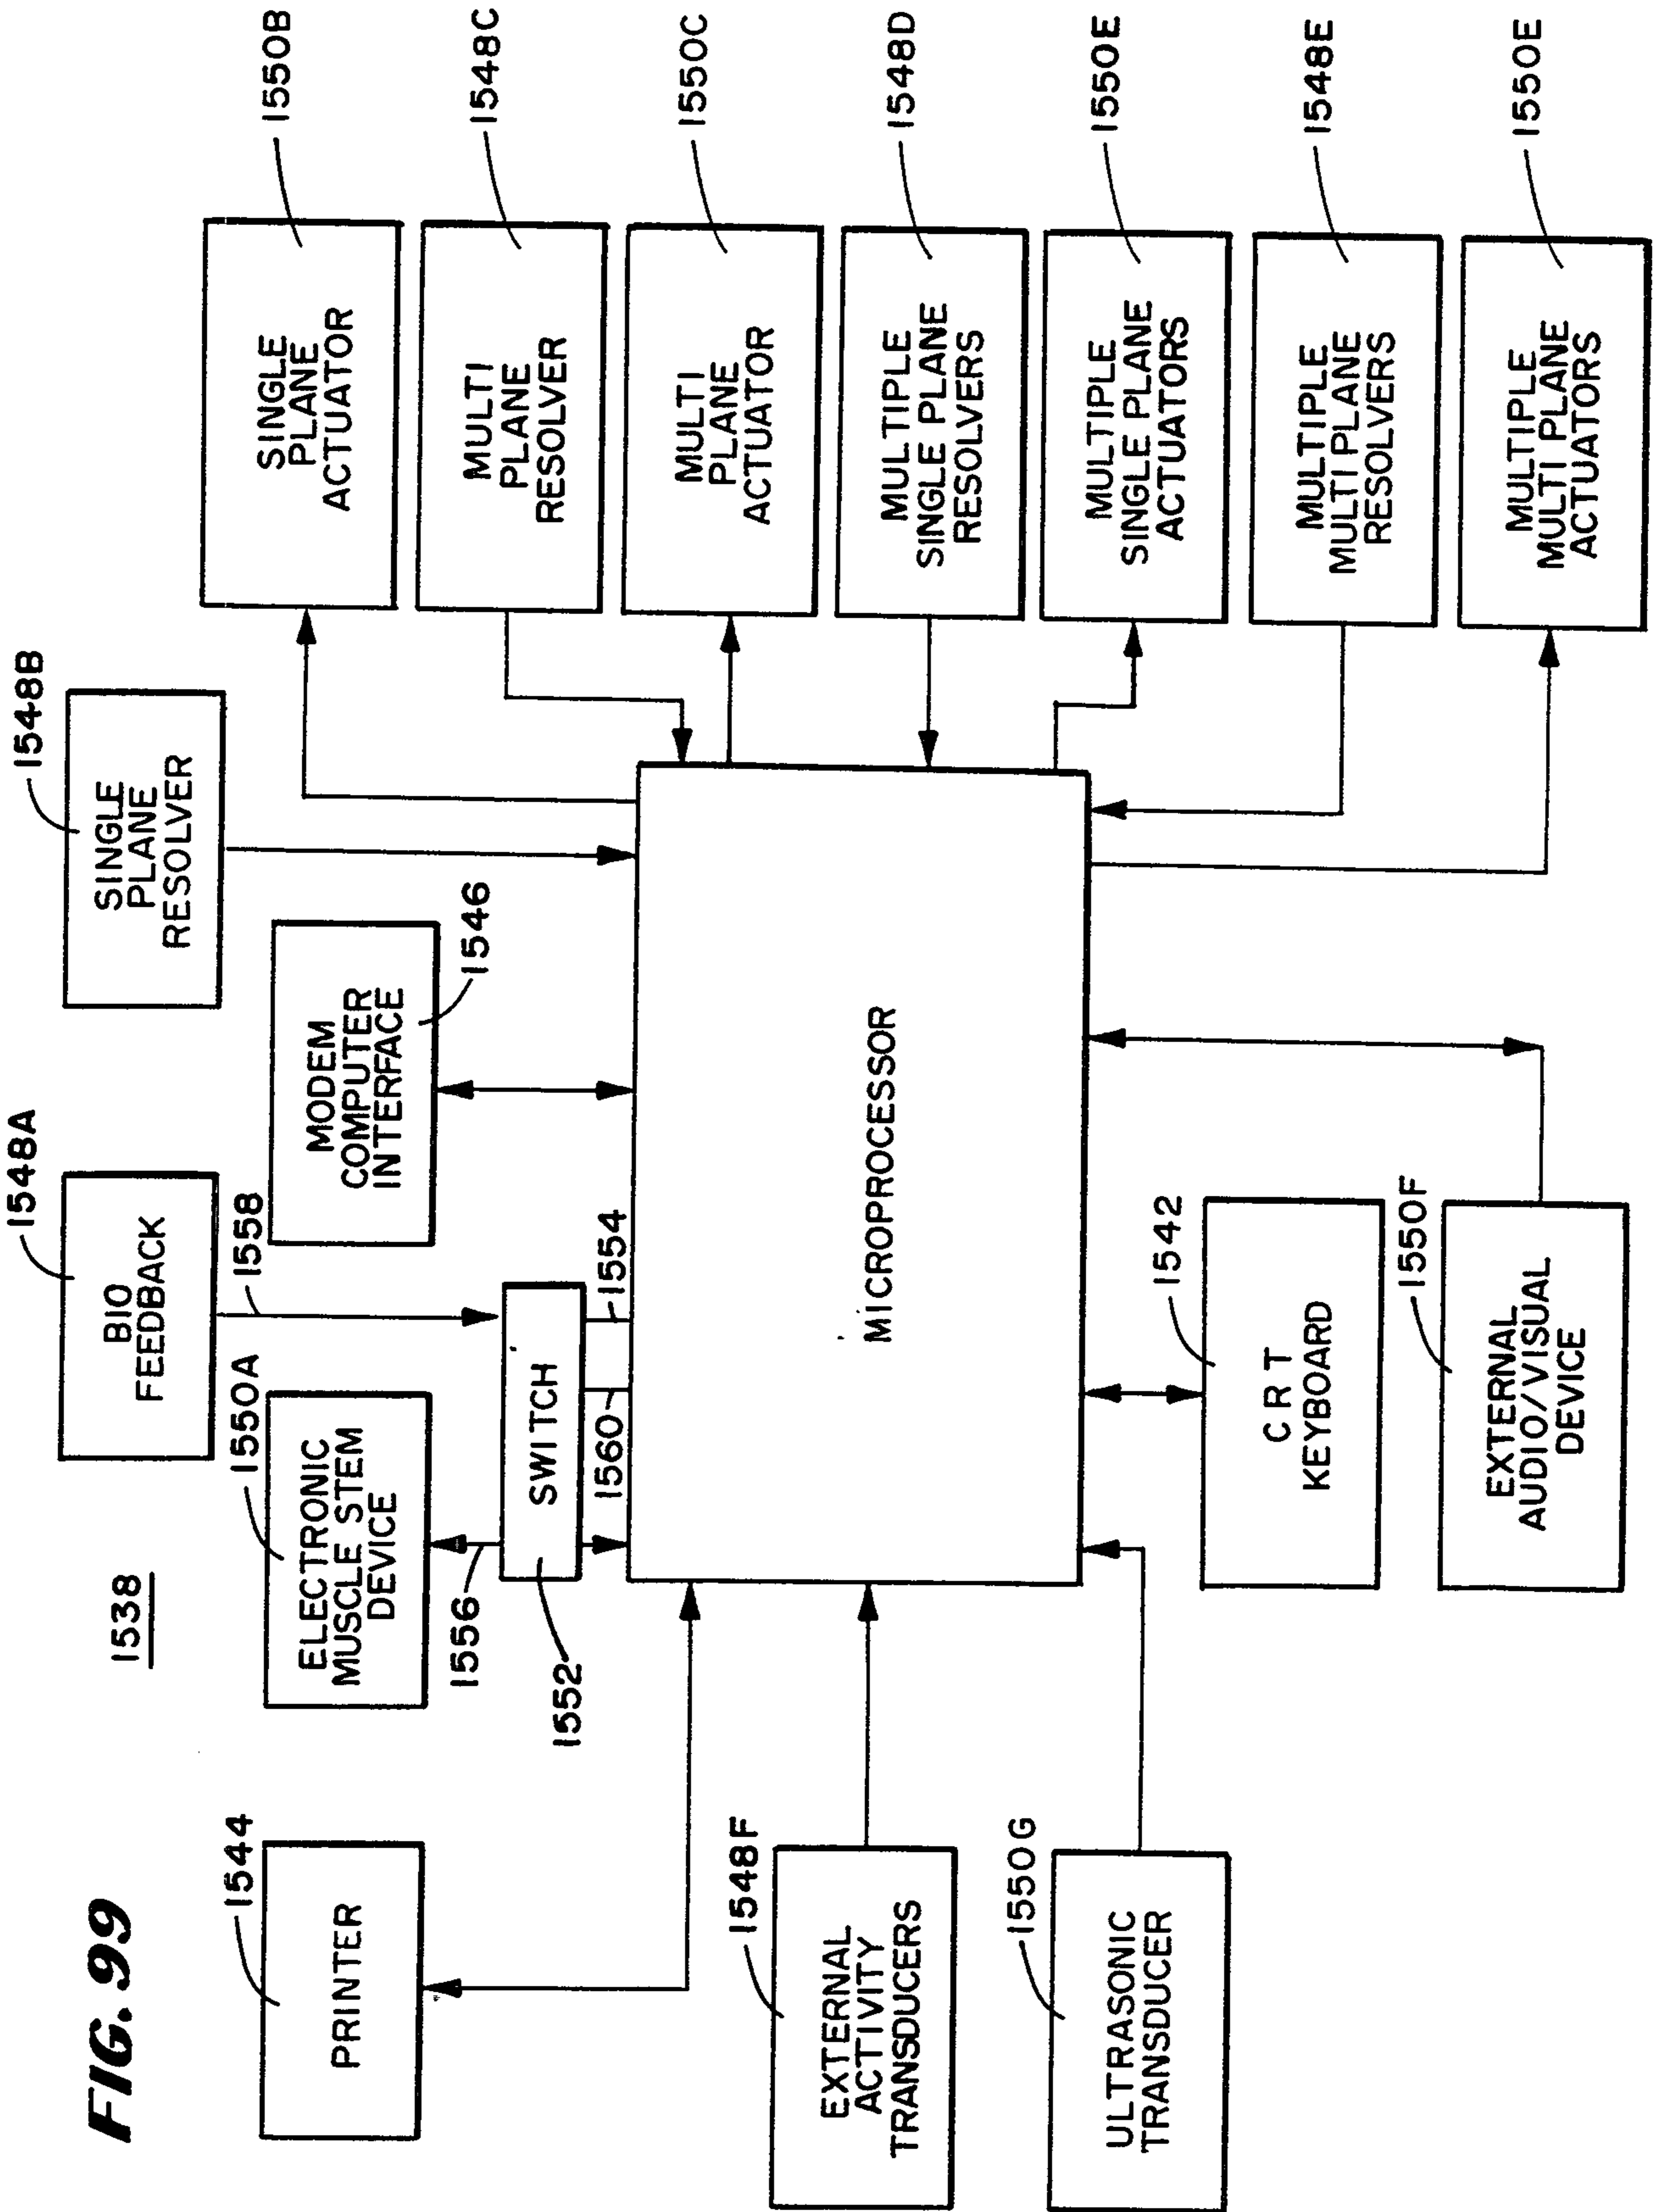 FIG. 99
1538
1544
PRINTER
1550A
ELECTRONIC
MUSCLE STEM
DEVICE
1556
1552
SWITCH
1560
1554
1548A
BIO
FEEDBACK
1558
MODEM
COMPUTER
INTERFACE
1546
1548B
SINGLE
PLANE
RESOLVER
1550B
SINGLE
PLANE
ACTUATOR
1548C
MULTI
PLANE
RESOLVER
1550C
MULTI
PLANE
ACTUATOR
1548D
MULTIPLE
SINGLE PLANE
RESOLVERS
1550E
MULTIPLE
SINGLE PLANE
ACTUATORS
1548E
MULTIPLE
MULTI PLANE
RESOLVERS
1550E
MULTIPLE
MULTI PLANE
ACTUATORS
MICROPROCESSOR
1548F
EXTERNAL
ACTIVITY
TRANSDUCERS
1550G
ULTRASONIC
TRANSDUCER
1542
CRT
KEYBOARD
1550F
EXTERNAL
AUDIO/VISUAL
DEVICE